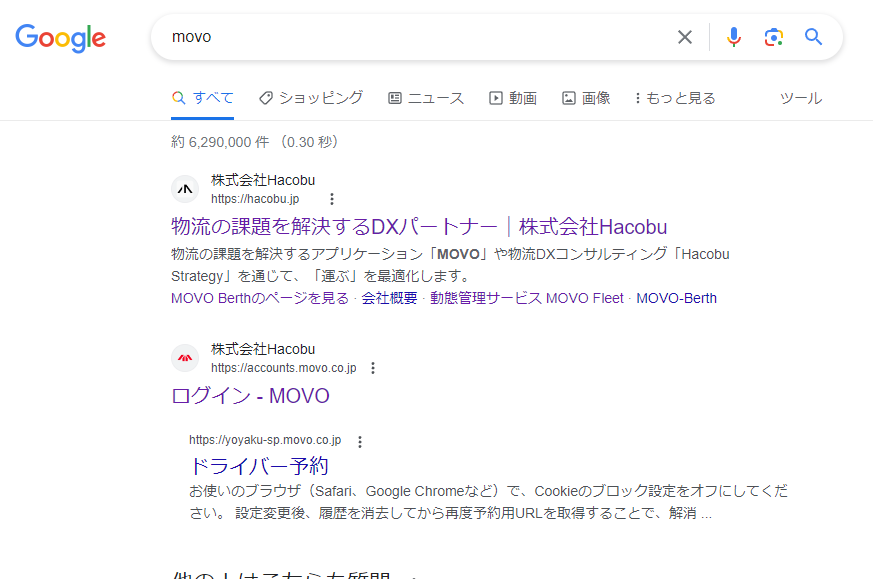 Google
movo
すべて ショッピング ニュース 動画 画像 もっと見る ツール
約 6,290,000 件 （0.30 秒）
株式会社Hacobu
https://hacobu.jp
物流の課題を解決するDXパートナー｜株式会社Hacobu
物流の課題を解決するアプリケーション「MOVO」や物流DXコンサルティング「Hacobu
Strategy」を通じて、「運ぶ」を最適化します。
MOVO Berthのページを見る · 会社概要 · 動態管理サービス MOVO Fleet · MOVO-Berth
株式会社Hacobu
https://accounts.movo.co.jp
ログイン - MOVO
https://yoyaku-sp.movo.co.jp
ドライバー予約
お使いのブラウザ（Safari、Google Chromeなど）で、Cookieのブロック設定をオフにしてくだ
さい。 設定変更後、履歴を消去してから再度予約用URLを取得することで、解消 ...
他の人はこちらも質問